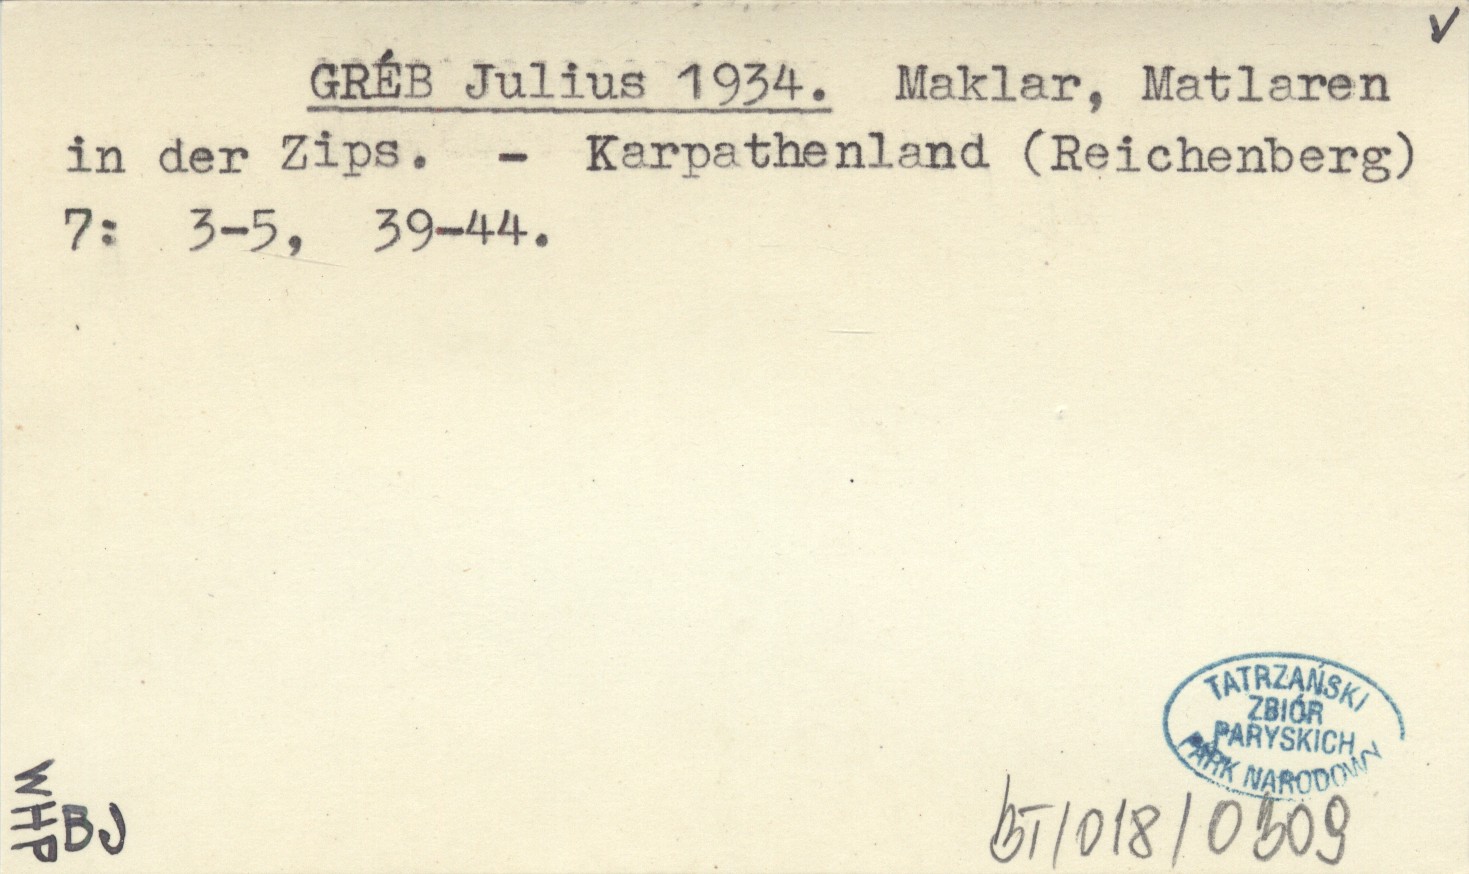 V
GRÉB Julius 1934. Maklar, Matlaren
in der Zips. - Karpathenland (Reichenberg)
7: 3-5, 39-44.
TATRZAŃSKI
ZBIÓR
PARYSKICH
PARK NARODOWY
WHP
BJ
BT/018/0309